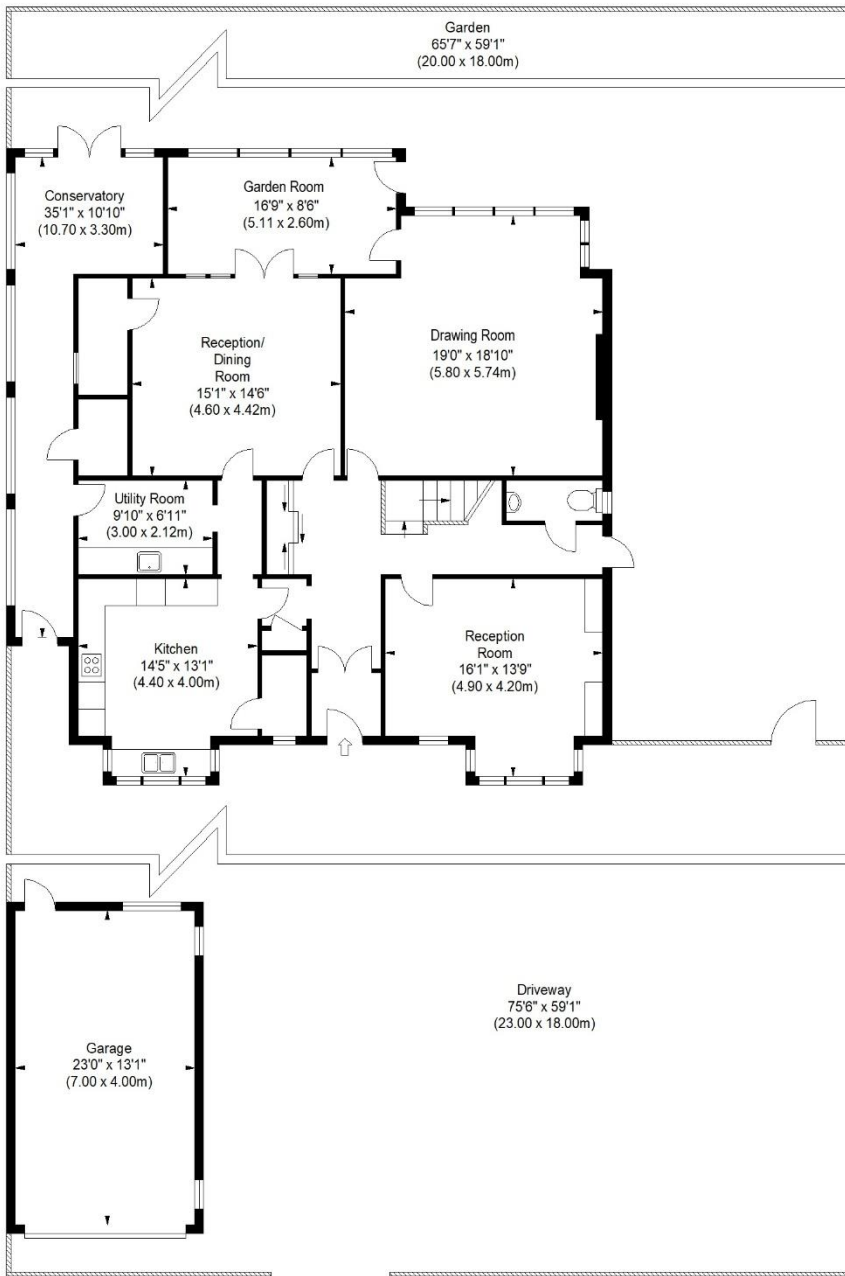 Garden
65'7" x 59'1"
(20.00 x 18.00m)
Conservatory
35'1" x 10'10"
(10.70 x 3.30m)
Garden Room
16'9" x 8'6"
(5.11 x 2.60m)
Reception/
Dining
Room
15'1" x 14'6"
(4.60 x 4.42m)
Drawing Room
19'0" x 18'10"
(5.80 x 5.74m)
Utility Room
9'10" x 6'11"
(3.00 x 2.12m)
Kitchen
14'5" x 13'1"
(4.40 x 4.00m)
Reception
Room
16'1" x 13'9"
(4.90 x 4.20m)
Driveway
75'6" x 59'1"
(23.00 x 18.00m)
Garage
23'0" x 13'1"
(7.00 x 4.00m)